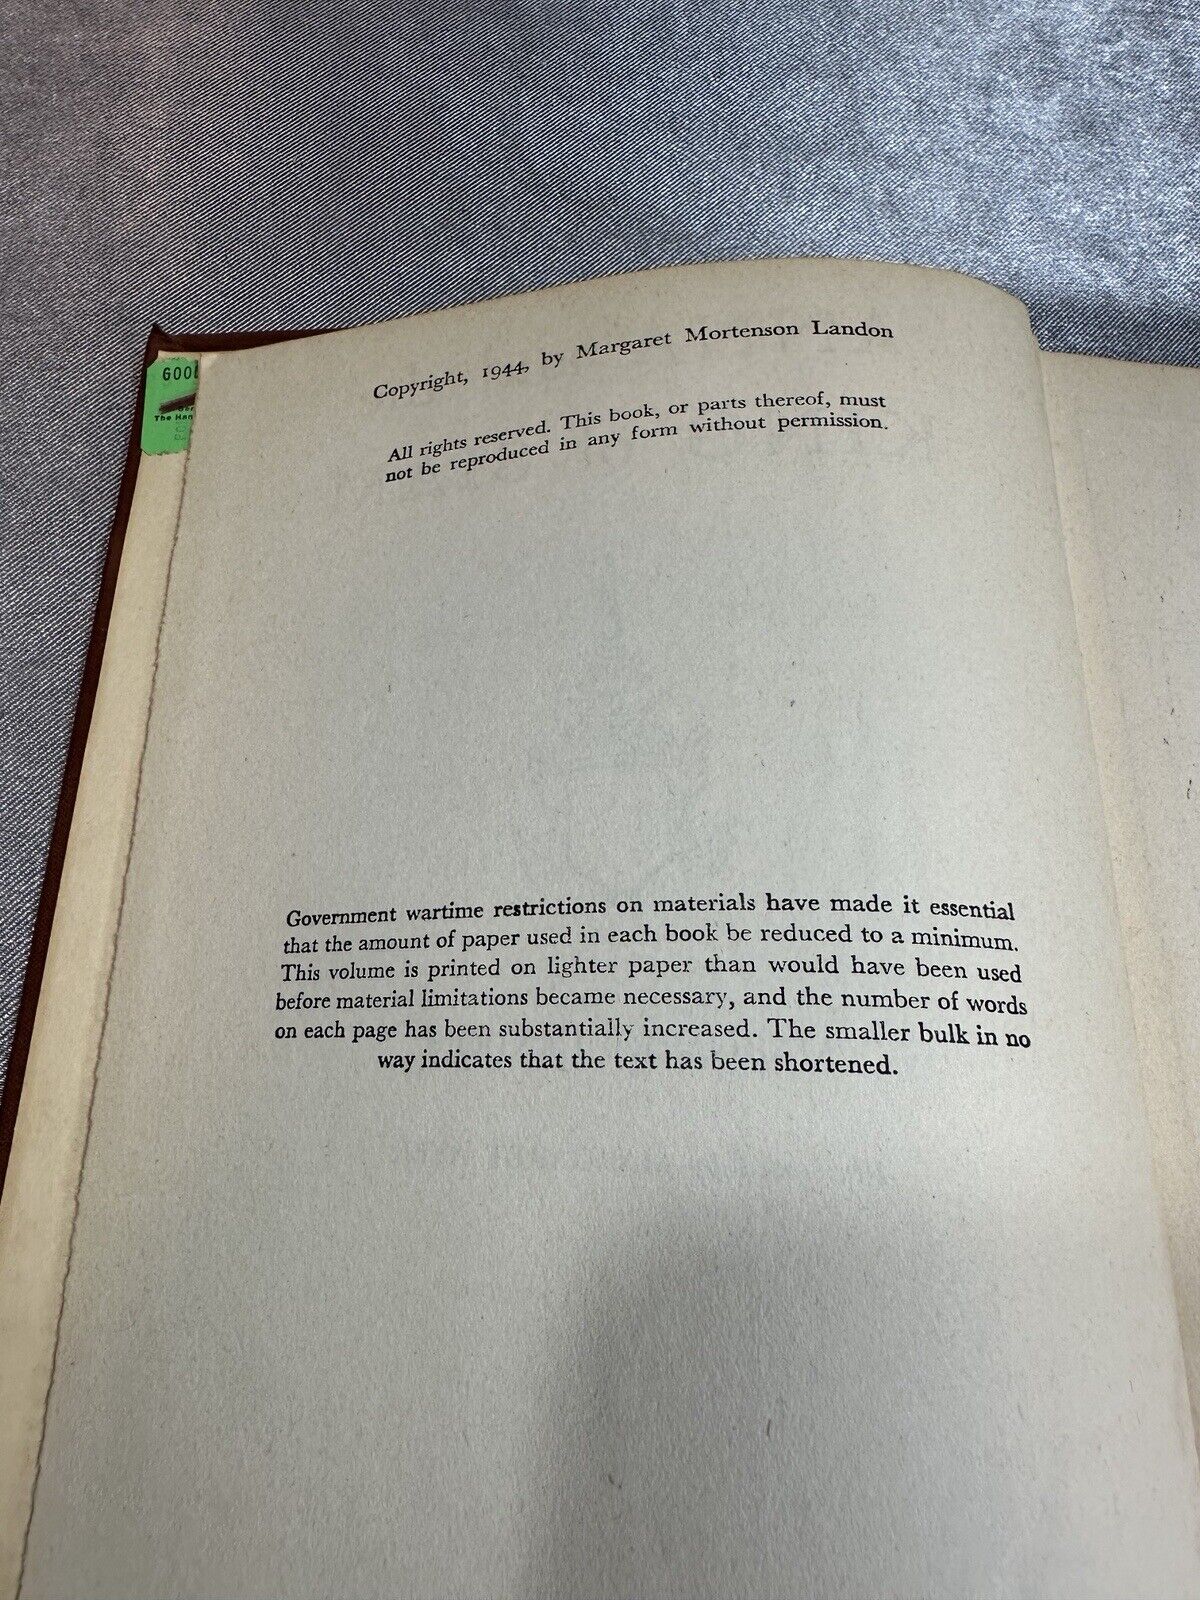 600
The Han
Copyright, 1944, by Margaret Mortenson Landon
All rights reserved. This book, or parts thereof, must
not be reproduced in any form without permission.
Government wartime restrictions on materials have made it essential
that the amount of paper used in each book be reduced to a minimum.
This volume is printed on lighter paper than would have been used
before material limitations became necessary, and the number of words
on each page has been substantially increased. The smaller bulk in no
way indicates that the text has been shortened.